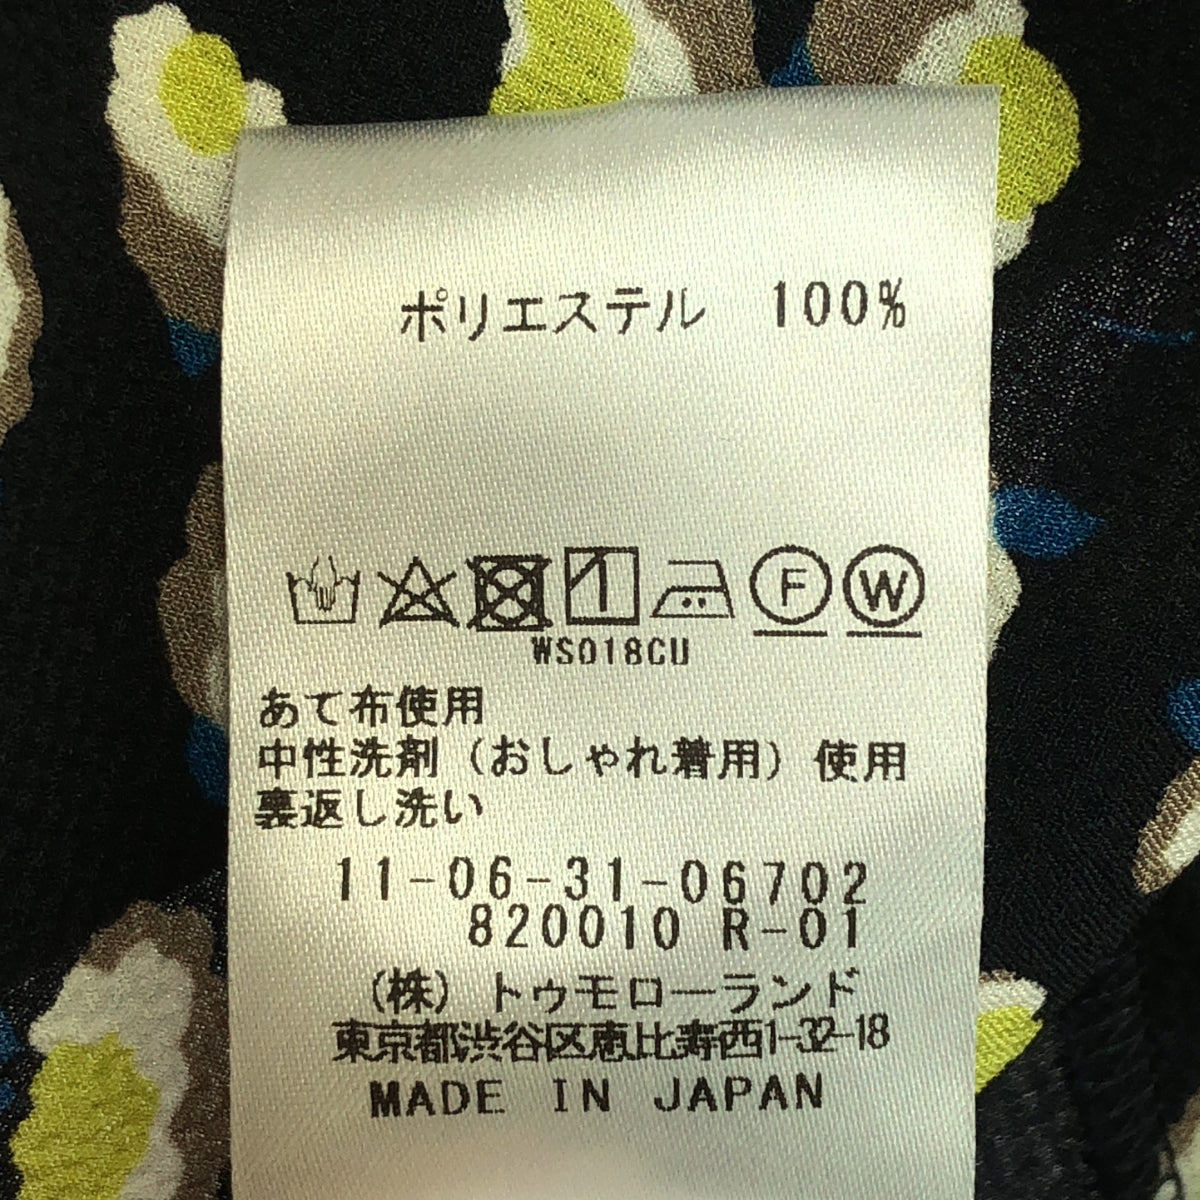 ポリエステル 100%
F W
WS018CU
あて布使用
中性洗剤（おしゃれ着用）使用
裏返し洗い
11-06-31-06702
820010 R-01
（株）トゥモローランド
東京都渋谷区恵比寿西1-32-18
MADE IN JAPAN